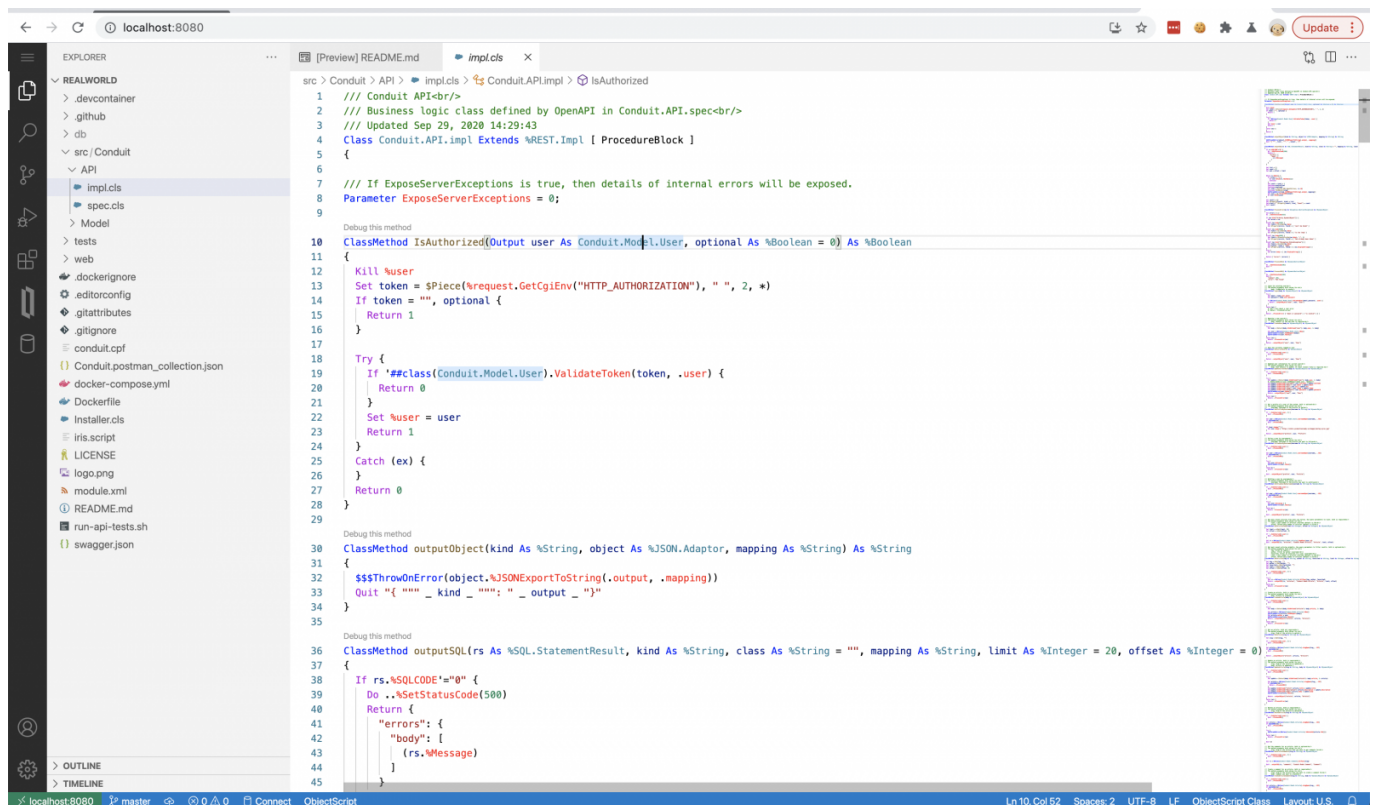 localhost:8080
Update
EXPLORER
[Preview] README.md
impl.cls
REALWORLD
.devcontainer
.github
db
src / Conduit
API
impl.cls
spec.cls
Model
tests
web
.dockerignore
.editorconfig
.gitattributes
.gitignore
conduit.cpf
Conduit.postman_collection.json
docker-compose.yml
Dockerfile
Installer.cls
iris.script
LICENSE
logo.png
module.xml
README.md
run-api-tests.sh
swagger.json
OUTLINE
TIMELINE
src > Conduit > API > impl.cls > Conduit.API.impl > IsAuthorized
1 /// Conduit API<br/>
2 /// Business logic class defined by OpenAPI in Conduit.API.spec<br/>
3 /// Updated Sep 29, 2020 14:29:43
4 Class Conduit.API.impl Extends %REST.Impl [ ProcedureBlock ]
5 {
6
7 /// If ExposeServerExceptions is true, then details of internal errors will be exposed.
8 Parameter ExposeServerExceptions = 0;
9
Debug this method
10 ClassMethod IsAuthorized(Output user As Conduit.Model.User, optional As %Boolean = 0) As %Boolean
11 {
12 Kill %user
13 Set token = $Piece(%request.GetCgiEnv("HTTP_AUTHORIZATION"), " ", 2, *)
14 If token = "", optional {
15 Return 1
16 }
17
18 Try {
19 If '##class(Conduit.Model.User).ValidateToken(token, .user) {
20 Return 0
21 }
22 Set %user = user
23 Return 1
24 }
25 Catch (ex) {
26 }
27 Return 0
28 }
29
Debug this method
30 ClassMethod outputObject(kind As %String, object As %JSON.Adaptor, mapping As %String) As %String
31 {
32 $$$ThrowOnError(object.%JSONExportToString(.output, .mapping))
33 Quit "{ """ _ kind _ """: " _ output _ "}"
34 }
35
Debug this method
36 ClassMethod outputSQL(rs As %SQL.StatementResult, kind As %String, class As %String = "", mapping As %String, limit As %Integer = 20, offset As %Integer = 0)
37 {
38 If rs.%SQLCODE'="0" {
39 Do ..%SetStatusCode(500)
40 Return {
41 "errors": {
42 "body": [
43 (rs.%Message)
44 ]
45 }
localhost:8080 master 0 0 Connect ObjectScript Ln 10, Col 52 Spaces: 2 UTF-8 LF ObjectScript Class Layout: U.S.